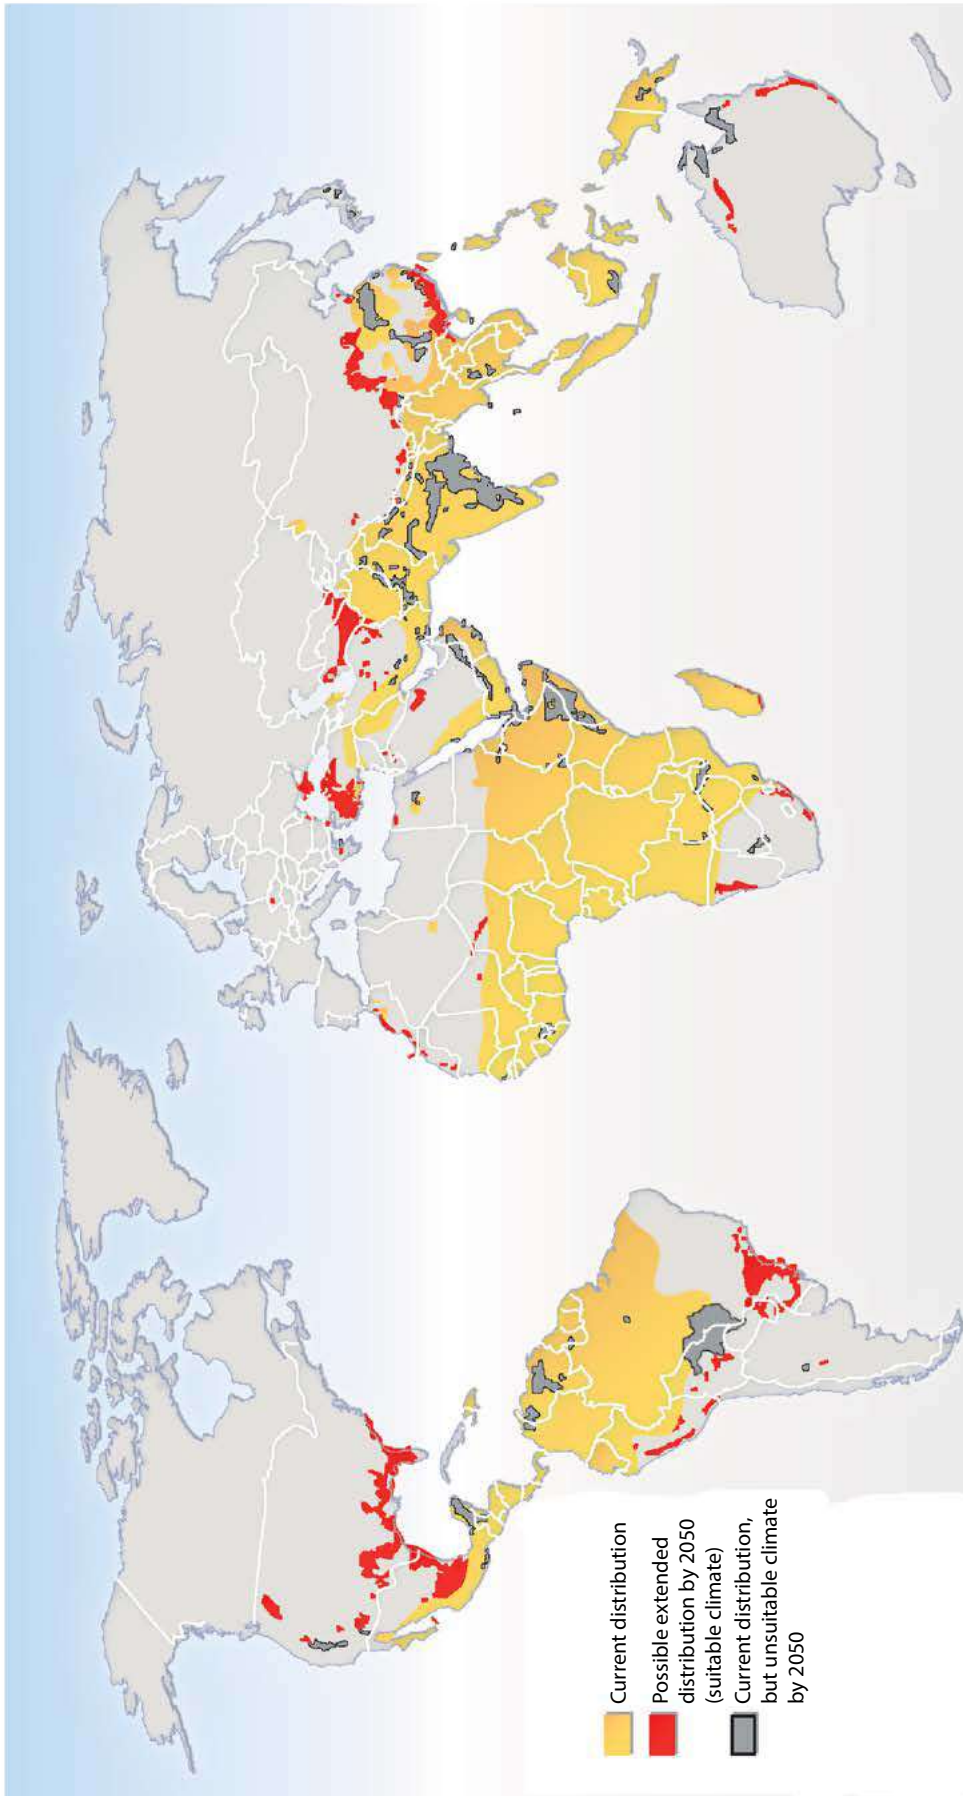 Current distribution
Possible extended
distribution by 2050
(suitable climate)
Current distribution,
but unsuitable climate
by 2050